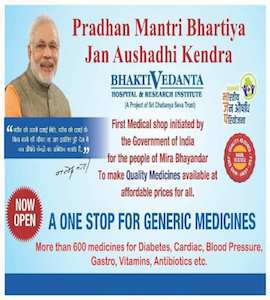 Pradhan Mantri Bhartiya
Jan Aushadhi Kendra
BHAKTIVEDANTA
HOSPITAL & RESEARCH INSTITUTE
(A Project of Sri Chaitanya Seva Trust)
First Medical shop initiated by
the Government of India
for the people of Mira Bhayandar
To make Quality Medicines available at
affordable prices for all.
NOW
OPEN
A ONE STOP FOR GENERIC MEDICINES
More than 600 medicines for Diabetes, Cardiac, Blood Pressure,
Gastro, Vitamins, Antibiotics etc.